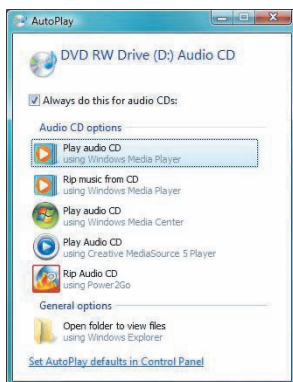 AutoPlay
DVD RW Drive (D:) Audio CD
Always do this for audio CDs:
Audio CD options
Play audio CD
using Windows Media Player
Rip music from CD
using Windows Media Player
Play audio CD
using Windows Media Center
Play Audio CD
using Creative MediaSource 5 Player
Rip Audio CD
using Power2Go
General options
Open folder to view files
using Windows Explorer
Set AutoPlay defaults in Control Panel